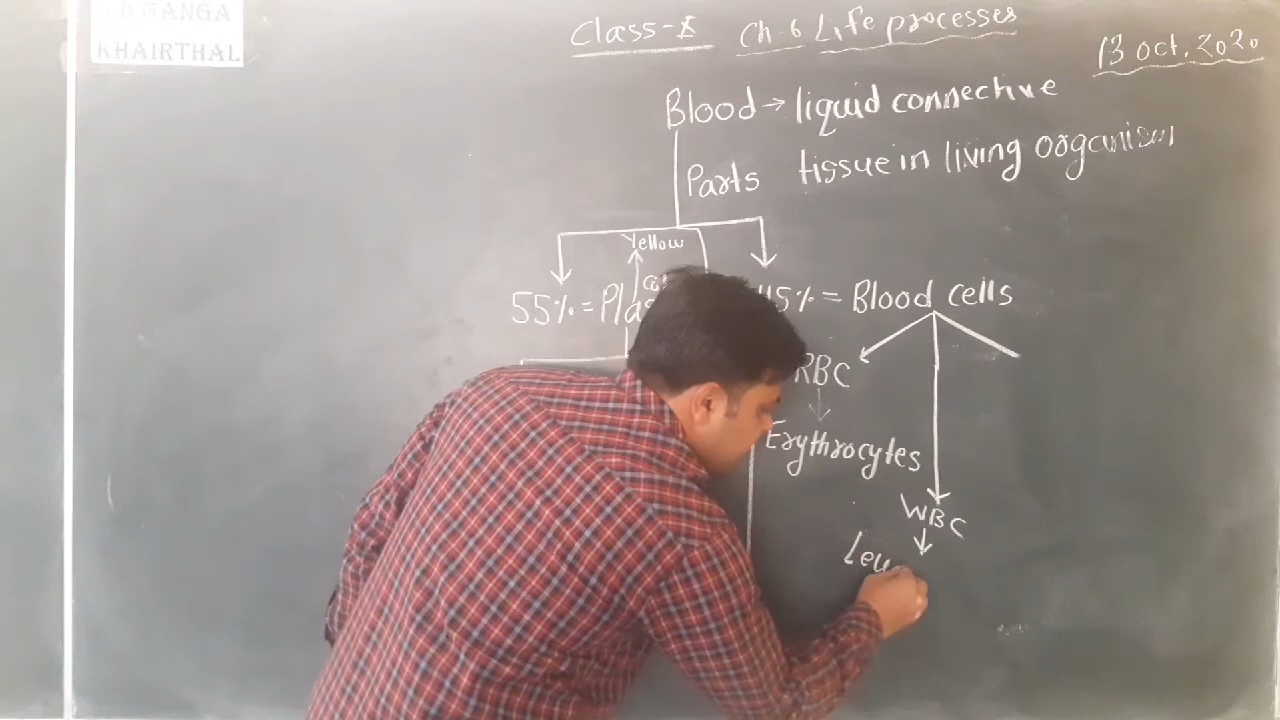 GANGA
KHAIRTHAL
Class-X Ch-6 Life processes
13 oct. 2020
Blood → liquid connective
Parts tissue in living organism
Yellow
55% = Pla
45% = Blood cells
RBC
Erythrocytes
WBC
Leu